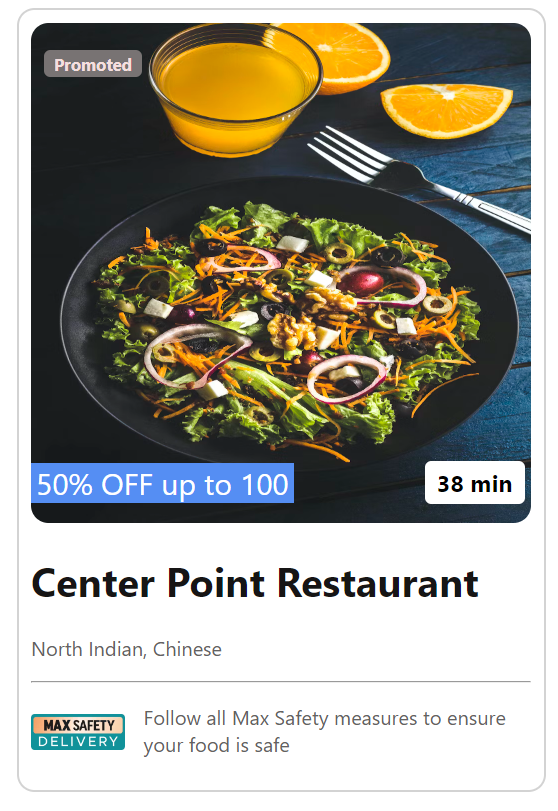 Promoted
50% OFF up to 100
38 min
Center Point Restaurant
North Indian, Chinese
MAX SAFETY
DELIVERY
Follow all Max Safety measures to ensure
your food is safe